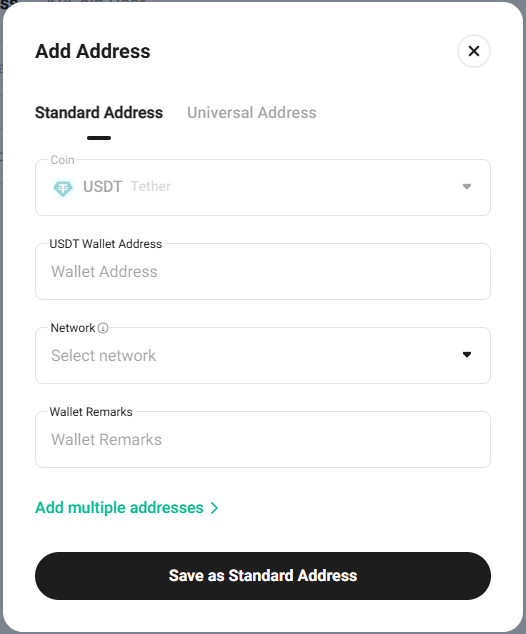 Add Address
Standard Address Universal Address
Coin
USDT Tether
USDT Wallet Address
Wallet Address
Network
Select network
Wallet Remarks
Wallet Remarks
Add multiple addresses
Save as Standard Address